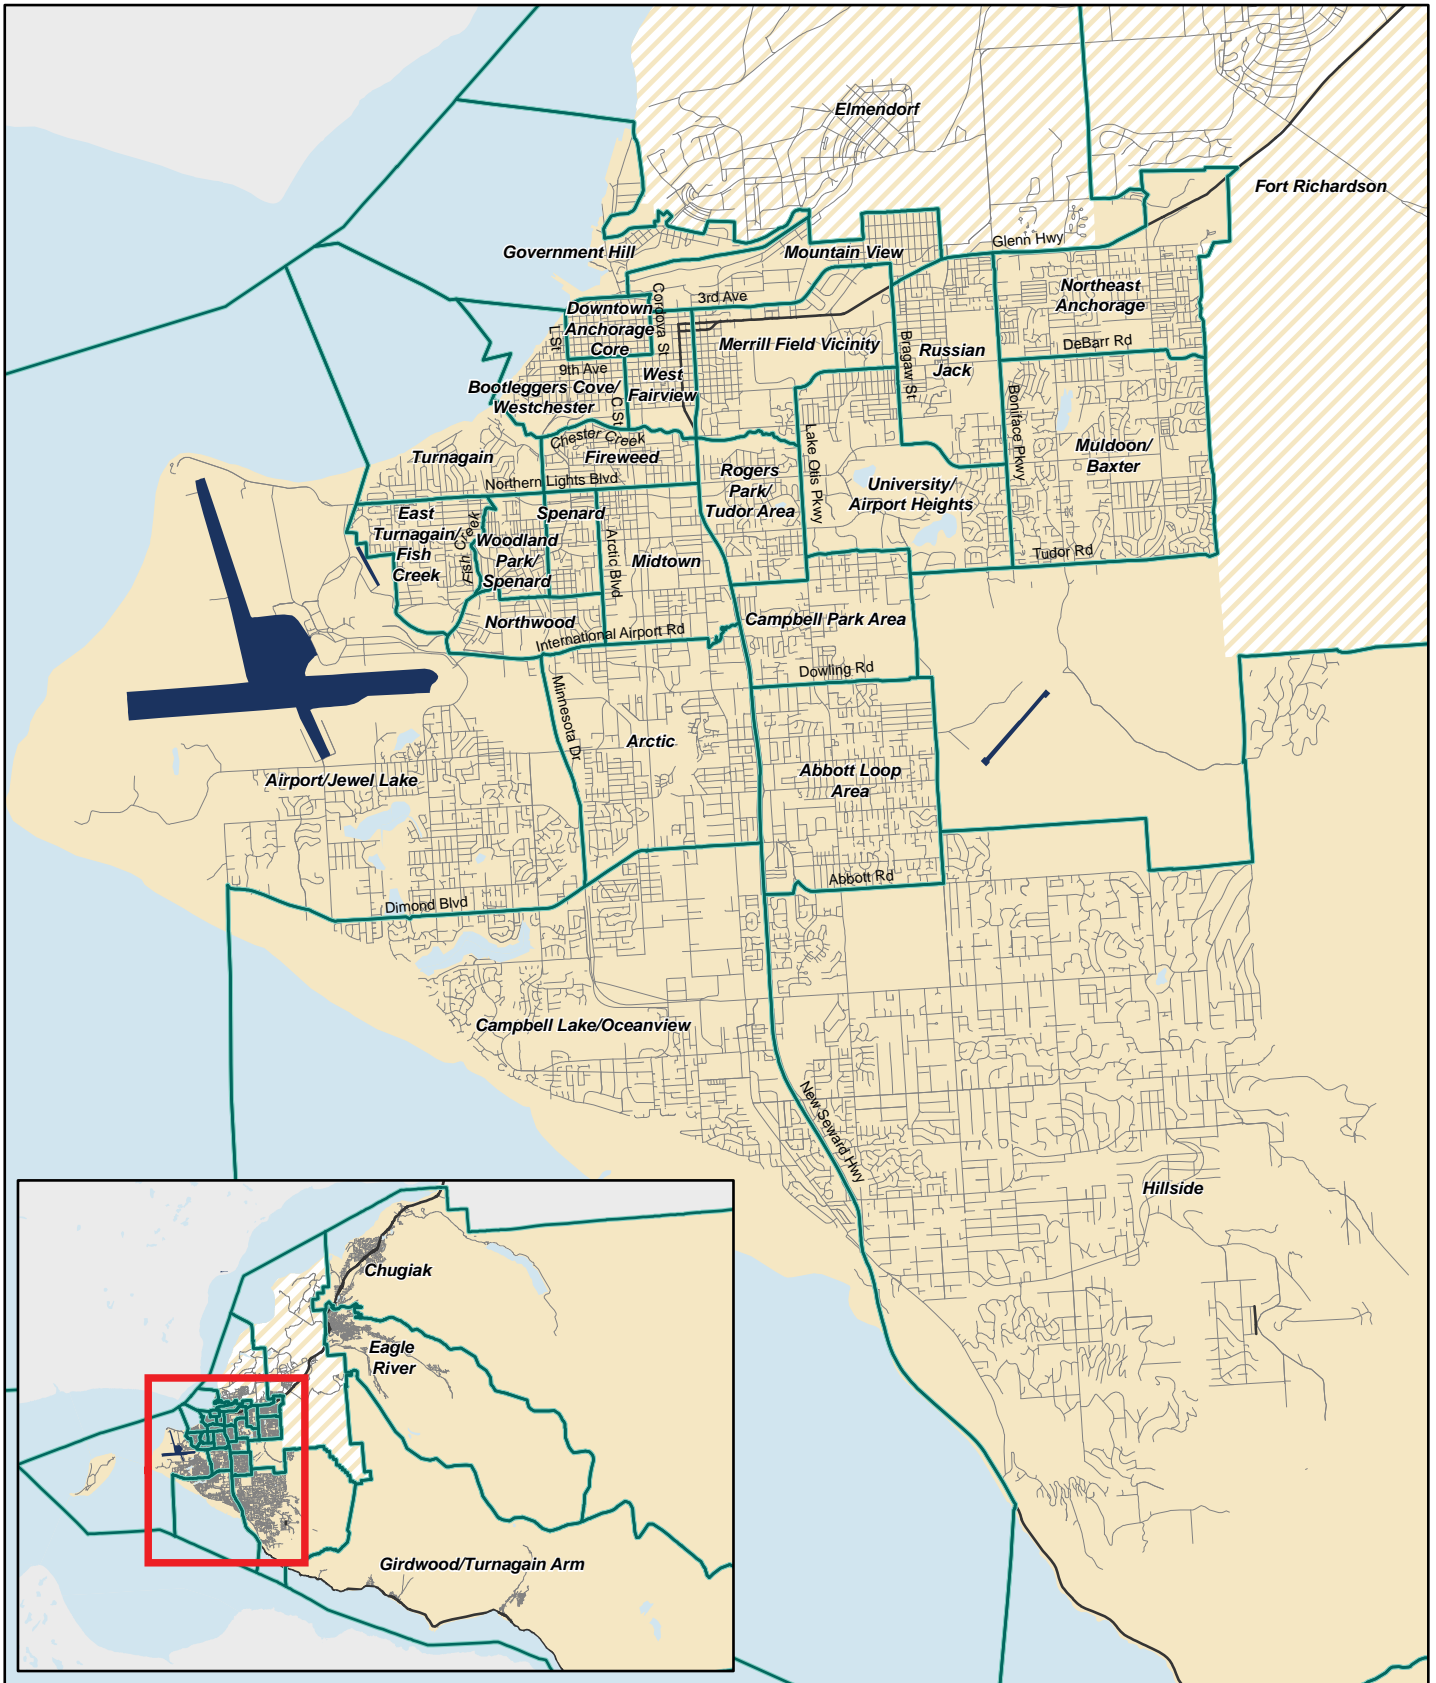 Elmendorf
Fort Richardson
Glenn Hwy
Government Hill
Mountain View
Northeast
Anchorage
3rd Ave
Cordova St
Downtown
Anchorage
Core
L St
DeBarr Rd
Merrill Field Vicinity
Bragaw St
Russian
Jack
9th Ave
West
Fairview
Bootleggers Cove/
Westchester
C St
Boniface Pkwy
Chester Creek
Lake Otis Pkwy
Muldoon/
Baxter
Turnagain
Fireweed
Rogers
Park/
Tudor Area
Northern Lights Blvd
University/
Airport Heights
East
Turnagain/
Fish
Creek
Fish Creek
Spenard
Woodland
Park/
Spenard
Arctic Blvd
Midtown
Tudor Rd
Northwood
International Airport Rd
Campbell Park Area
Dowling Rd
Minnesota Dr
Arctic
Airport/Jewel Lake
Abbott Loop
Area
Abbott Rd
Dimond Blvd
Campbell Lake/Oceanview
New Seward Hwy
Hillside
Chugiak
Eagle
River
Girdwood/Turnagain Arm